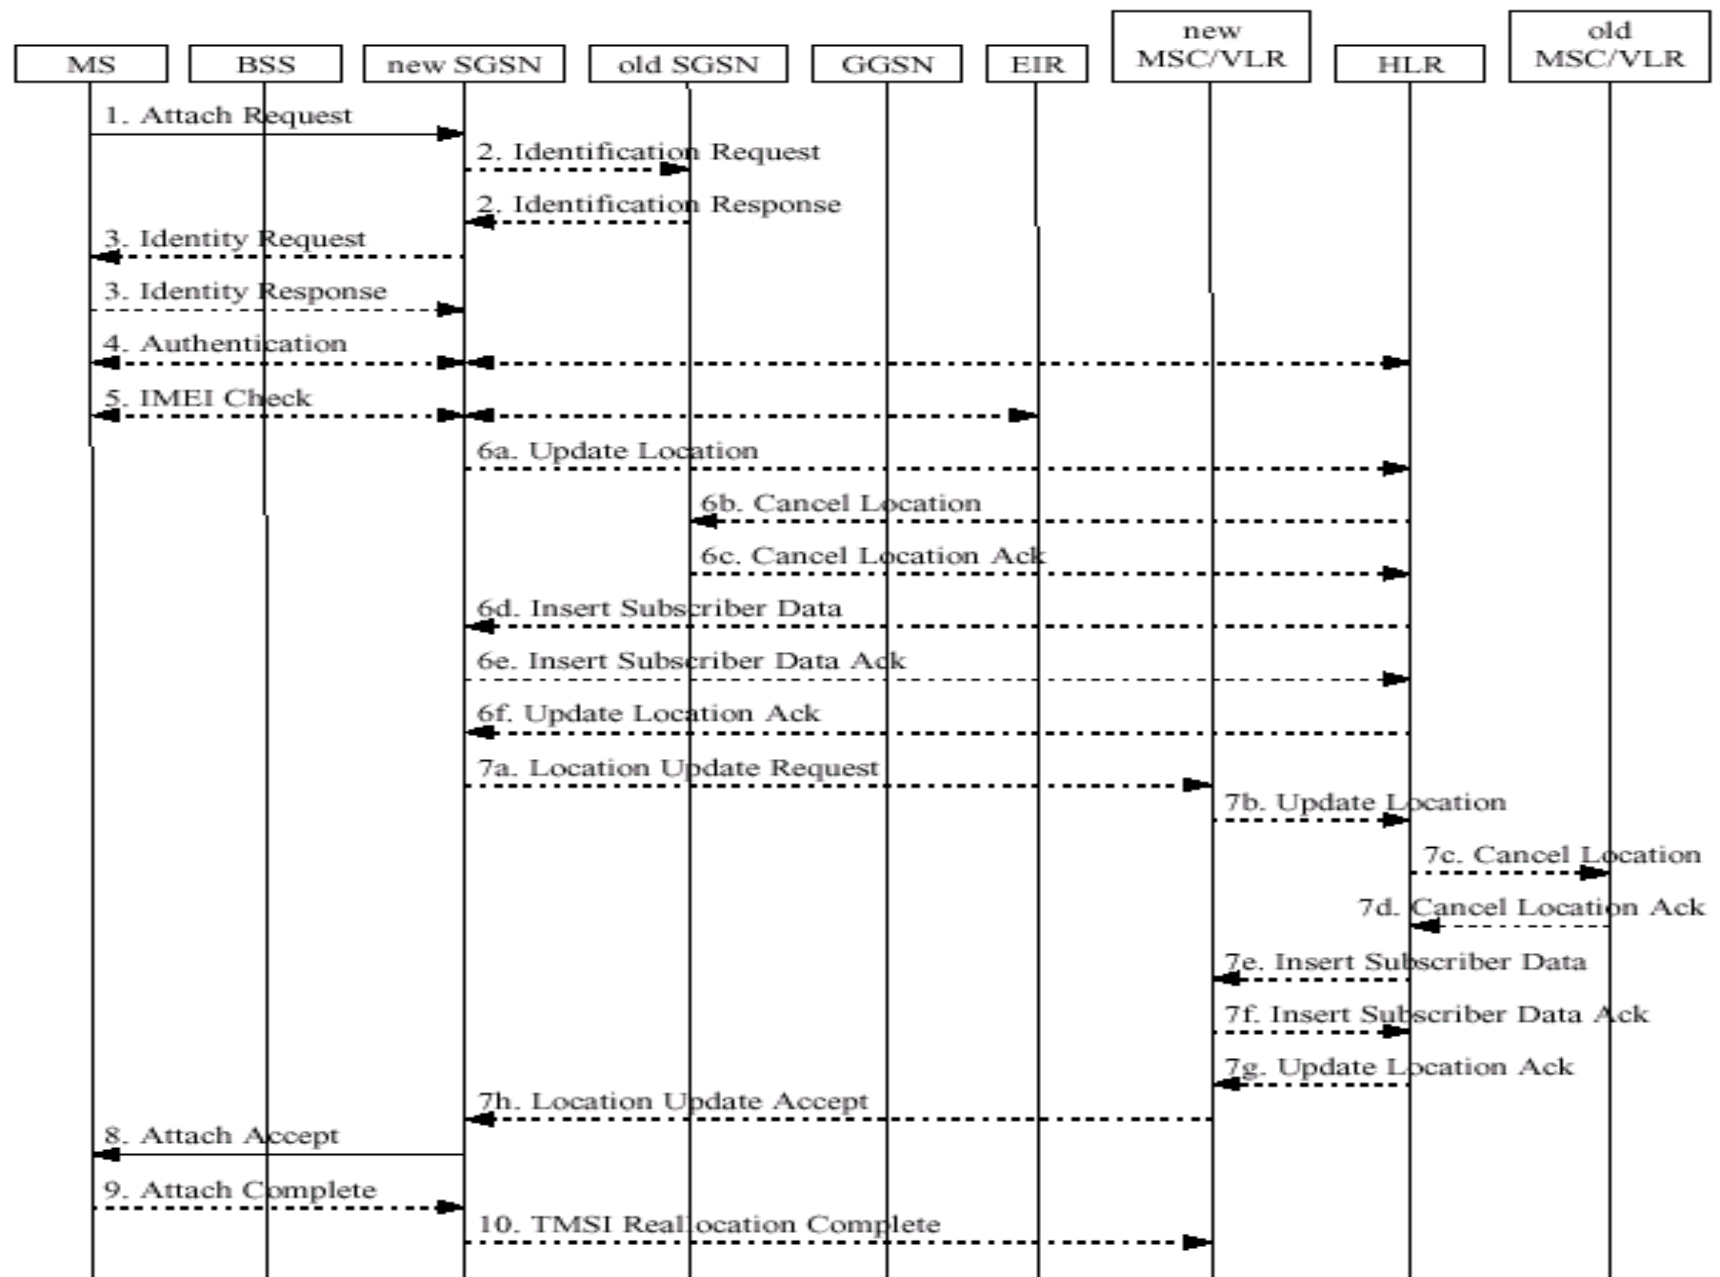 MS
BSS
new SGSN
old SGSN
GGSN
EIR
new
MSC/VLR
HLR
old
MSC/VLR
1. Attach Request
2. Identification Request
2. Identification Response
3. Identity Request
3. Identity Response
4. Authentication
5. IMEI Check
6a. Update Location
6b. Cancel Location
6c. Cancel Location Ack
6d. Insert Subscriber Data
6e. Insert Subscriber Data Ack
6f. Update Location Ack
7a. Location Update Request
7b. Update Location
7c. Cancel Location
7d. Cancel Location Ack
7e. Insert Subscriber Data
7f. Insert Subscriber Data Ack
7g. Update Location Ack
7h. Location Update Accept
8. Attach Accept
9. Attach Complete
10. TMSI Reallocation Complete